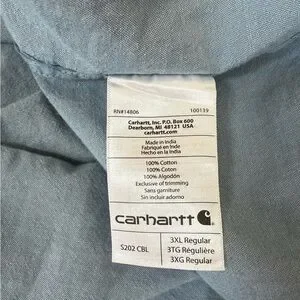 RN#14806 100139
Carhartt, Inc. P.O. Box 600
Dearborn, MI 48121 USA
carhartt.com
Made in India
Fabriqué en Inde
Hecho en la India
100% Cotton
100% Coton
100% Algodón
Exclusive of trimming
Sans garniture
Sin incluir adorno
carhartt
S202 CBL
3XL Regular
3TG Régulière
3XG Regular